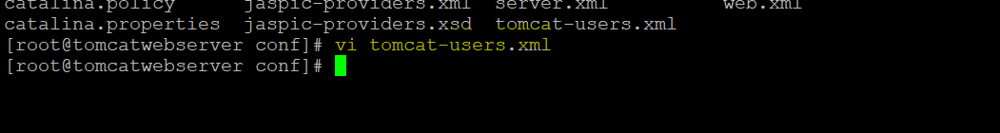 catalina.policy jaspic-providers.xml server.xml web.xml
catalina.properties jaspic-providers.xsd tomcat-users.xml
[root@tomcatwebserver conf]# vi tomcat-users.xml
[root@tomcatwebserver conf]#